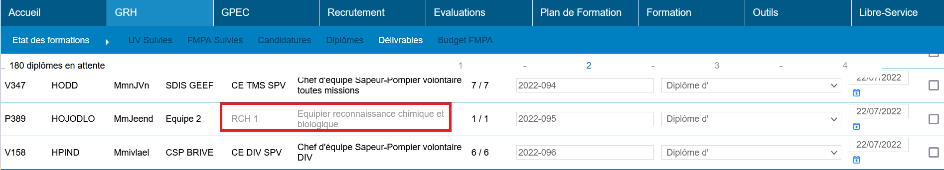 Accueil GRH GPEC Recrutement Evaluations Plan de Formation Formation Outils Libre-Service
Etat des formations UV Suivies FMPA Suivies Candidatures Diplômes Délivrables Budget FMPA
180 diplômes en attente 1 - 2 - 3 - 4
V347 HODD MmnJVn SDIS GEEF CE TMS SPV Chef d'équipe Sapeur-Pompier volontaire 7 / 7 2022-094 Diplôme d' 22/07/2022
toutes missions
P389 HOJODLO MmJeend Equipe 2 RCH 1 Equipier reconnaissance chimique et 1 / 1 2022-095 Diplôme d' 22/07/2022
biologique
V158 HPIND Mmivlael CSP BRIVE CE DIV SPV Chef d'équipe Sapeur-Pompier volontaire 6 / 6 2022-096 Diplôme d' 22/07/2022
DIV